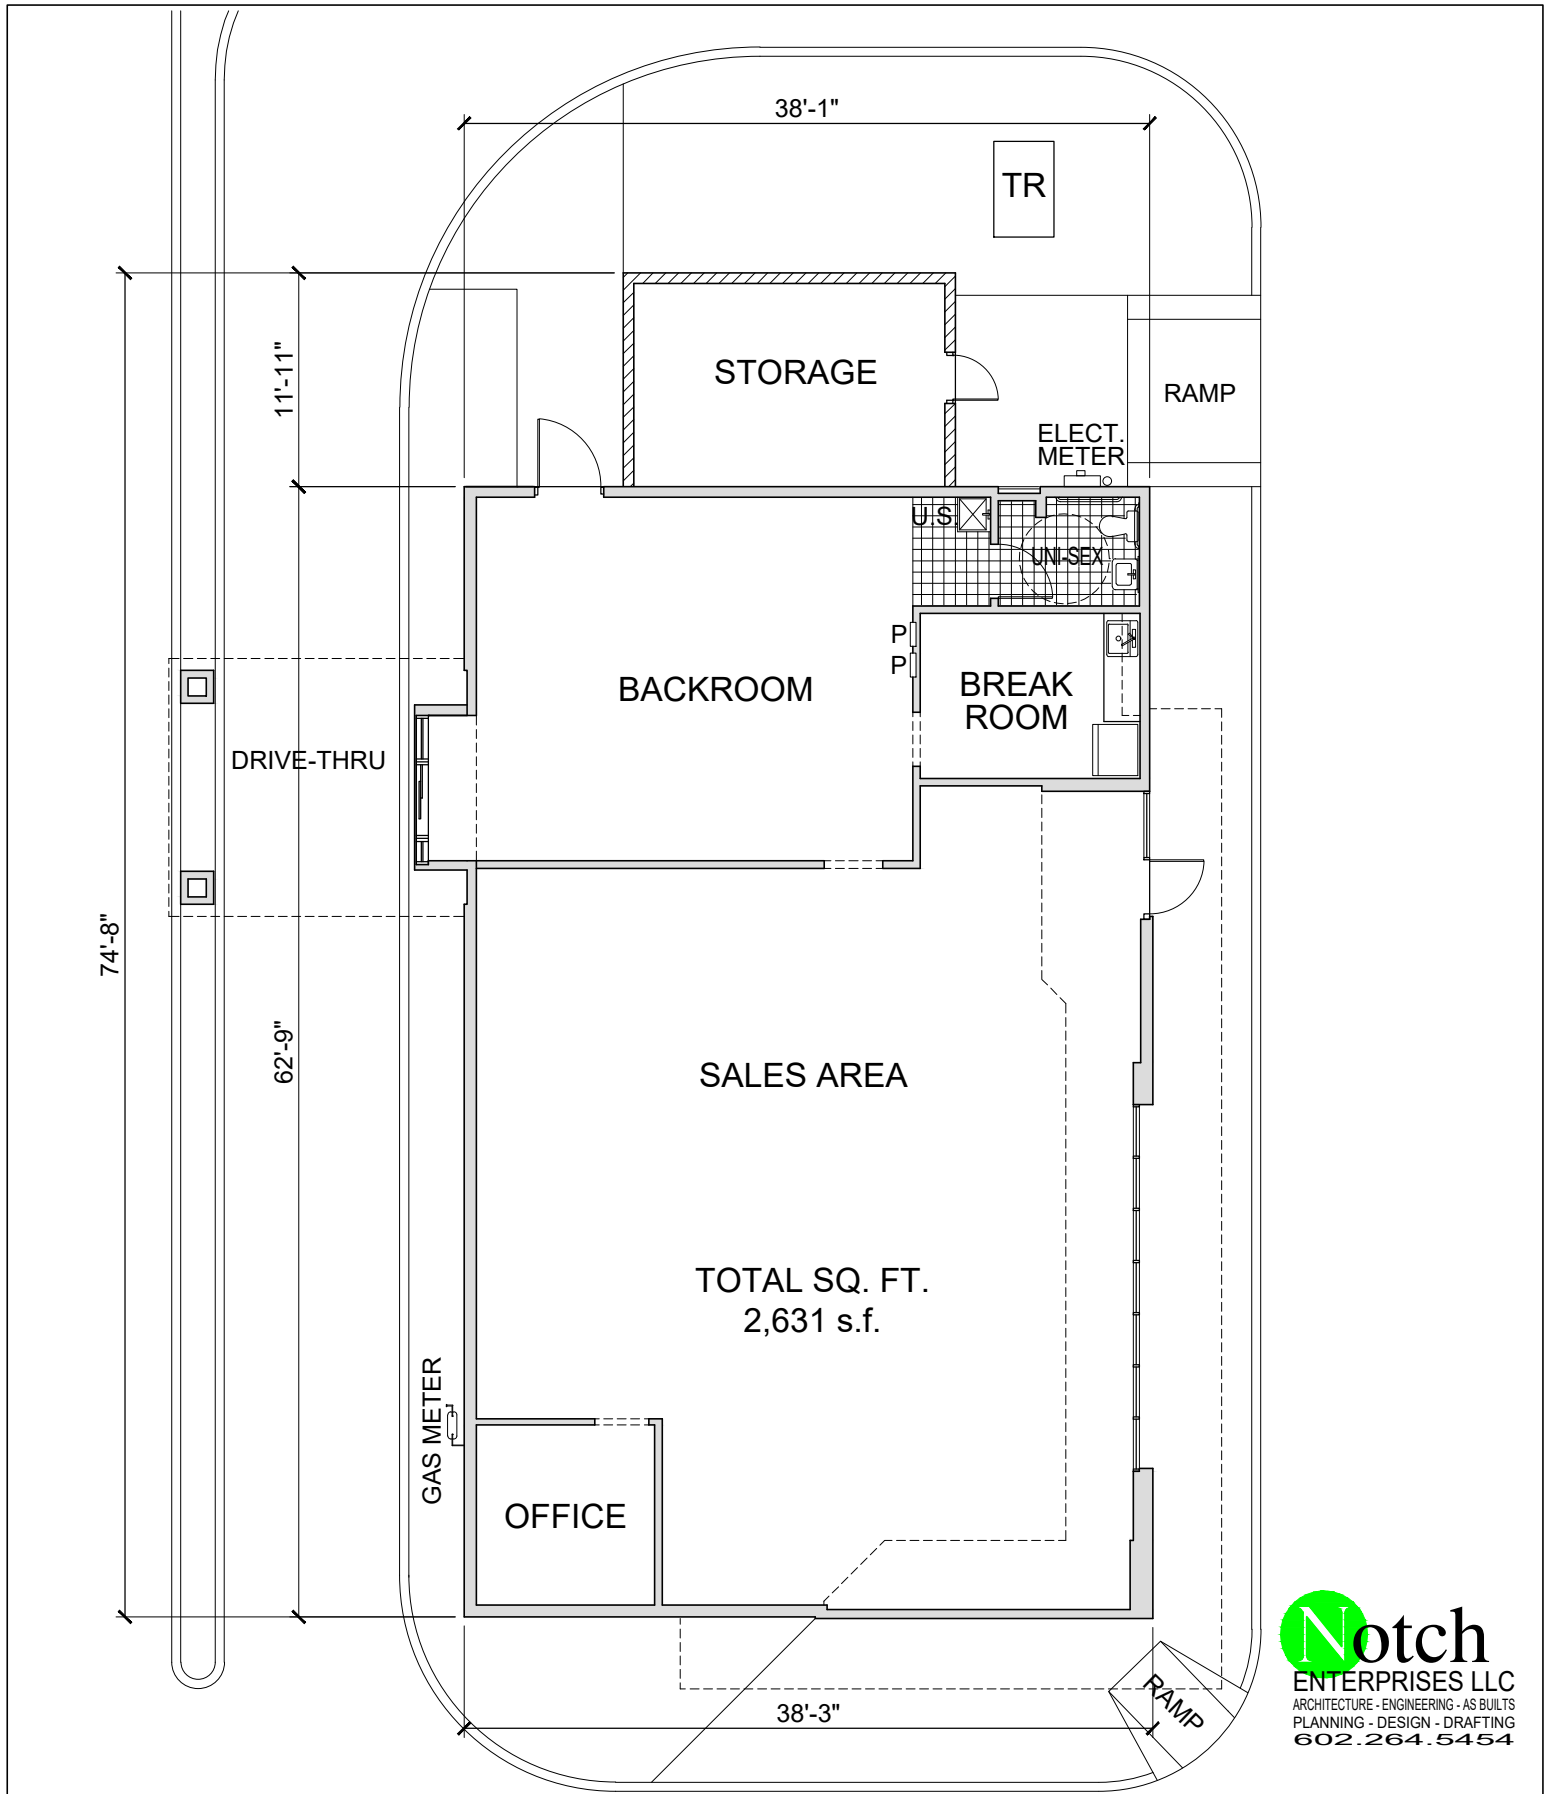 38'-1"
TR
11'-11"
STORAGE
RAMP
ELECT.
METER
U.S.
UNI-SEX
P
P
BACKROOM
BREAK
ROOM
DRIVE-THRU
74'-8"
62'-9"
SALES AREA
TOTAL SQ. FT.
2,631 s.f.
GAS METER
OFFICE
RAMP
38'-3"
Notch
ENTERPRISES LLC
ARCHITECTURE - ENGINEERING - AS BUILTS
PLANNING - DESIGN - DRAFTING
602.264.5454